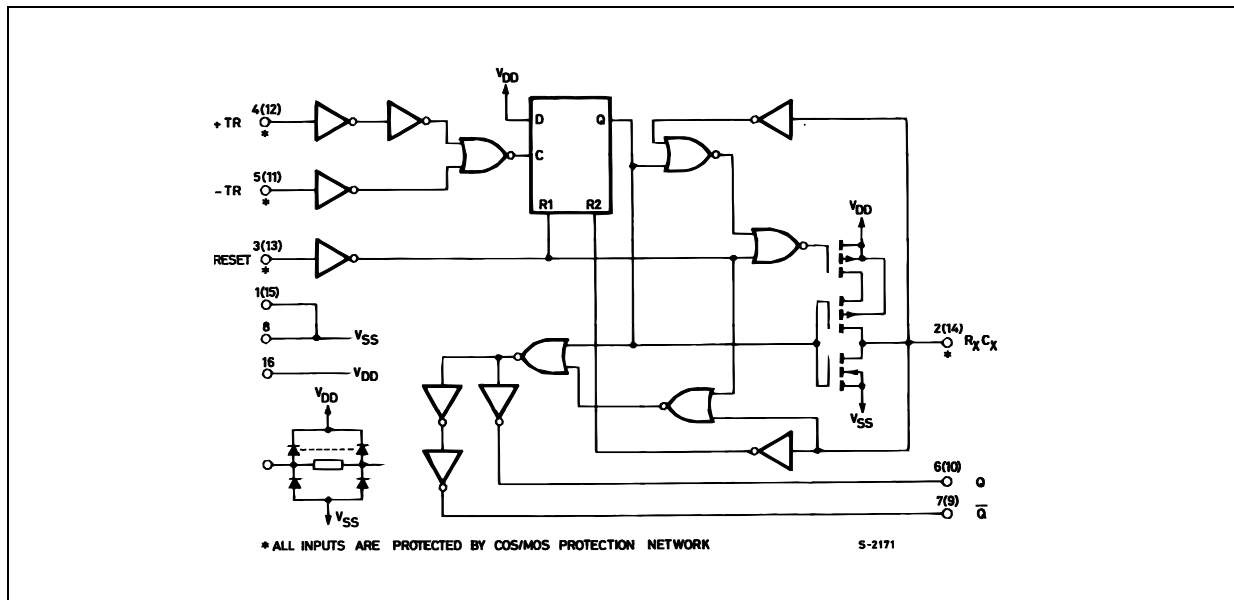 VDD
4(12)
+ TR
*
D
Q
C
5(11)
- TR
*
R1
R2
VDD
3(13)
RESET
*
1(15)
8
VSS
2(14)
RXCX
*
16
VDD
VDD
VSS
6(10)
Q
7(9)
Q̅
VSS
* ALL INPUTS ARE PROTECTED BY COS/MOS PROTECTION NETWORK
S-2171